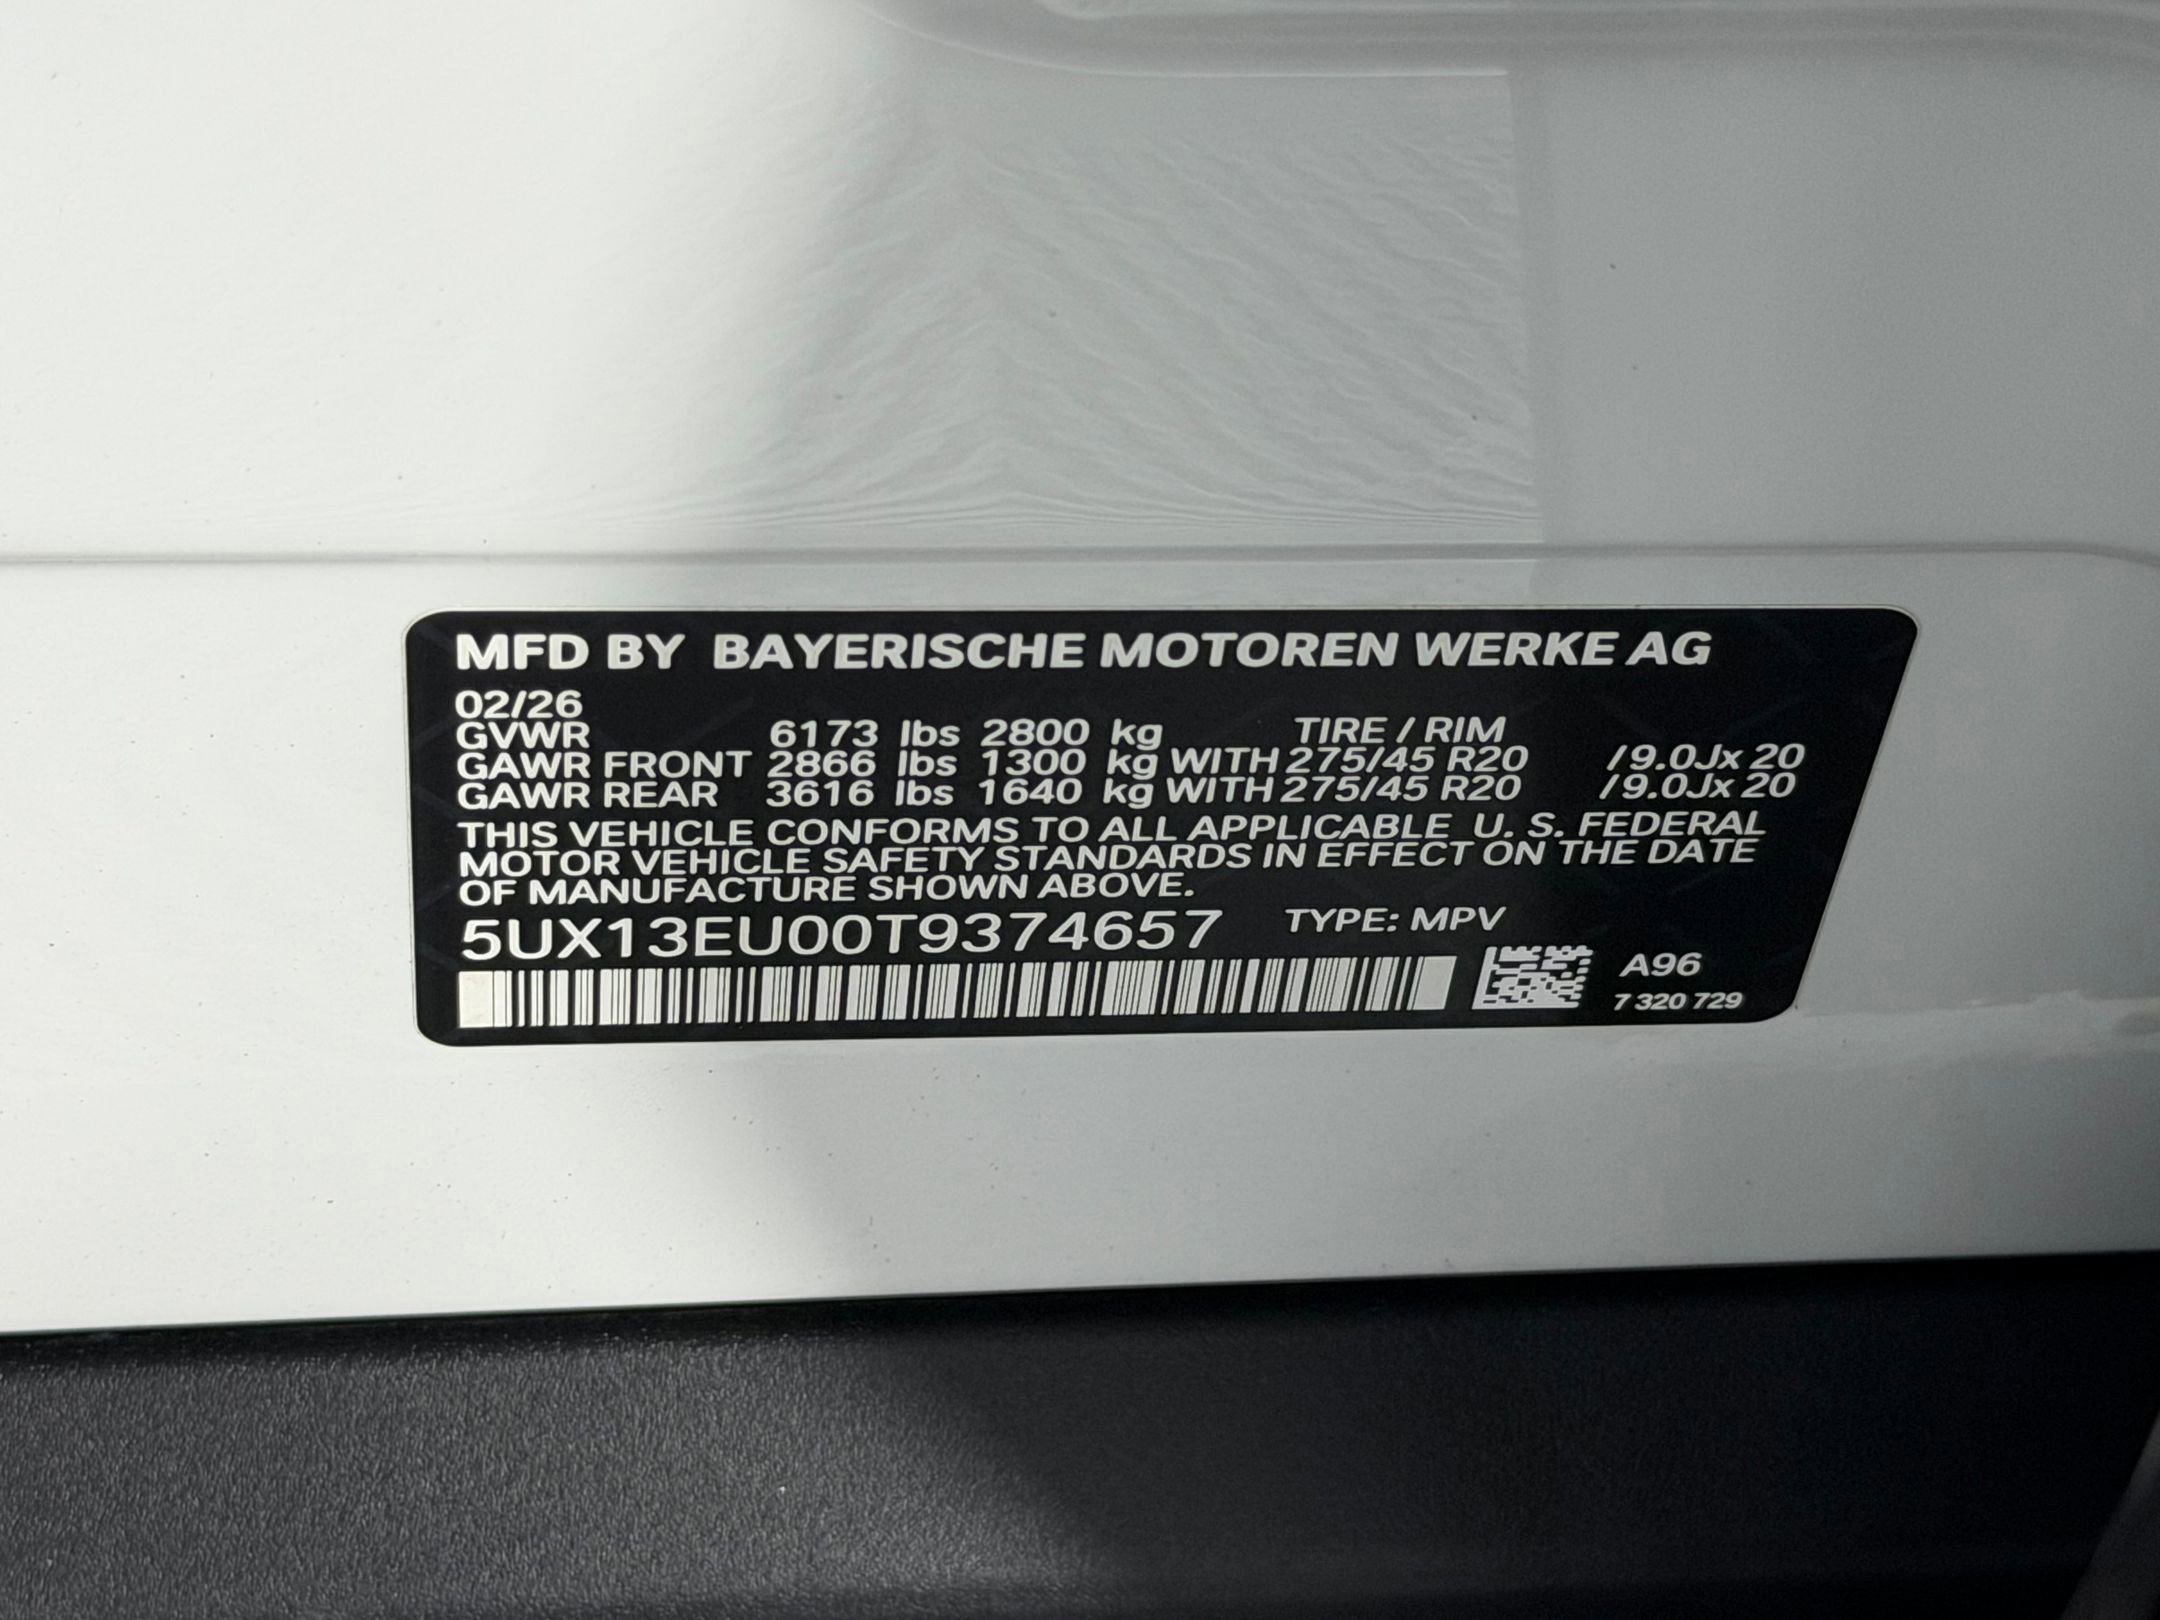 MFD BY BAYERISCHE MOTOREN WERKE AG
02/26
GVWR 6173 lbs 2800 kg TIRE / RIM
GAWR FRONT 2866 lbs 1300 kg WITH 275/45 R20 /9.0Jx 20
GAWR REAR 3616 lbs 1640 kg WITH 275/45 R20 /9.0Jx 20
THIS VEHICLE CONFORMS TO ALL APPLICABLE U. S. FEDERAL
MOTOR VEHICLE SAFETY STANDARDS IN EFFECT ON THE DATE
OF MANUFACTURE SHOWN ABOVE.
5UX13EU00T9374657 TYPE: MPV
A96
7 320 729